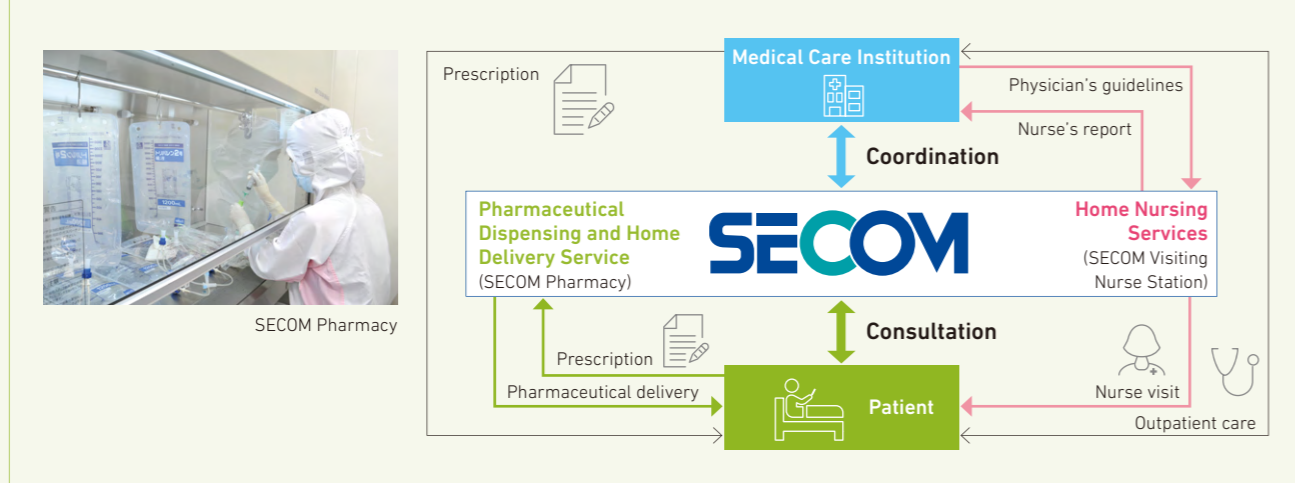 SECOM Pharmacy
Prescription
Medical Care Institution
Physician's guidelines
Nurse's report
Coordination
Pharmaceutical
Dispensing and Home
Delivery Service
(SECOM Pharmacy)
SECOM
Home Nursing
Services
(SECOM Visiting
Nurse Station)
Consultation
Prescription
Pharmaceutical delivery
Patient
Nurse visit
Outpatient care